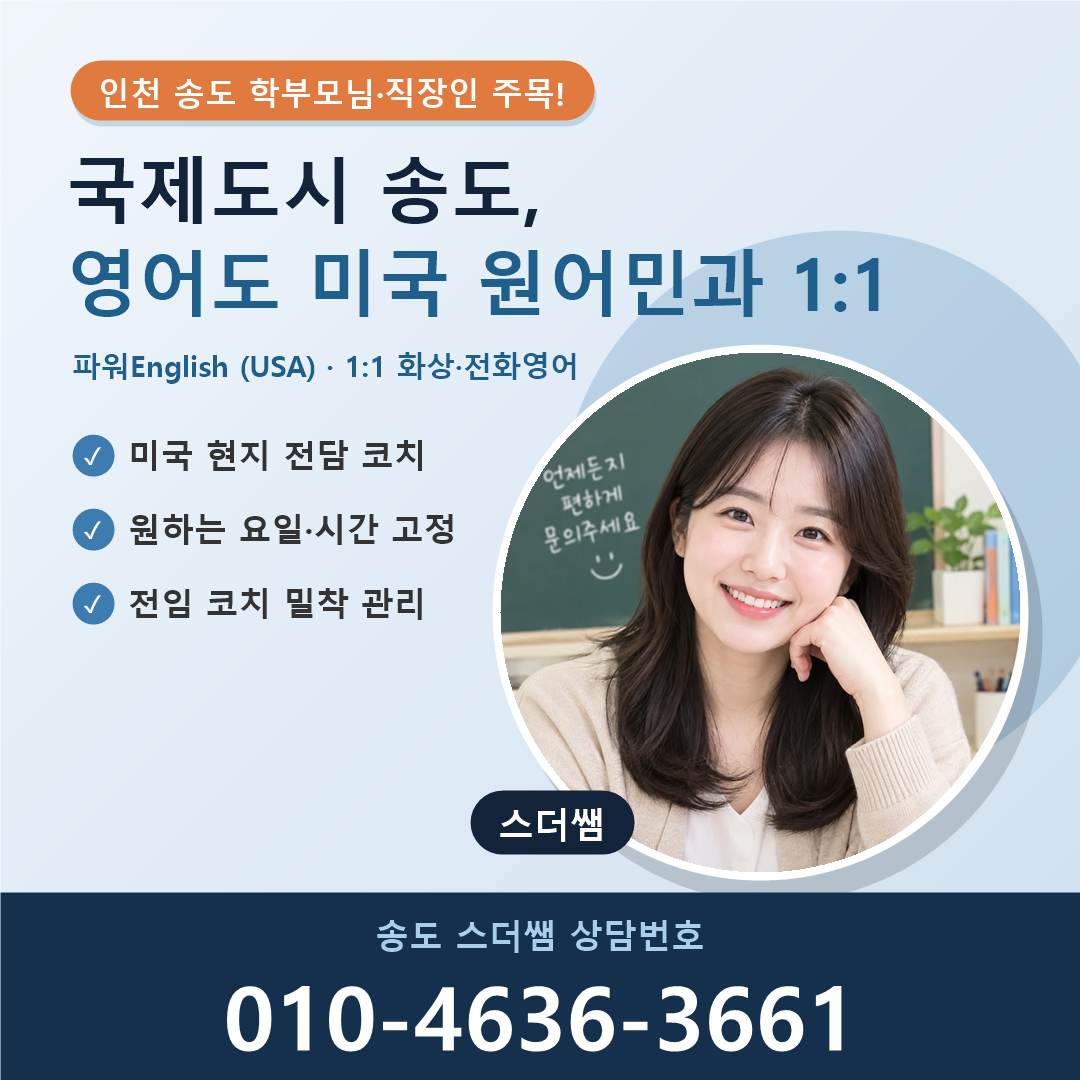 인천 송도 학부모님·직장인 주목!
국제도시 송도,
영어도 미국 원어민과 1:1
파워English (USA) · 1:1 화상·전화영어
✓ 미국 현지 전담 코치
✓ 원하는 요일·시간 고정
✓ 전임 코치 밀착 관리
언제든지
편하게
문의주세요
스더쌤
송도 스더쌤 상담번호
010-4636-3661